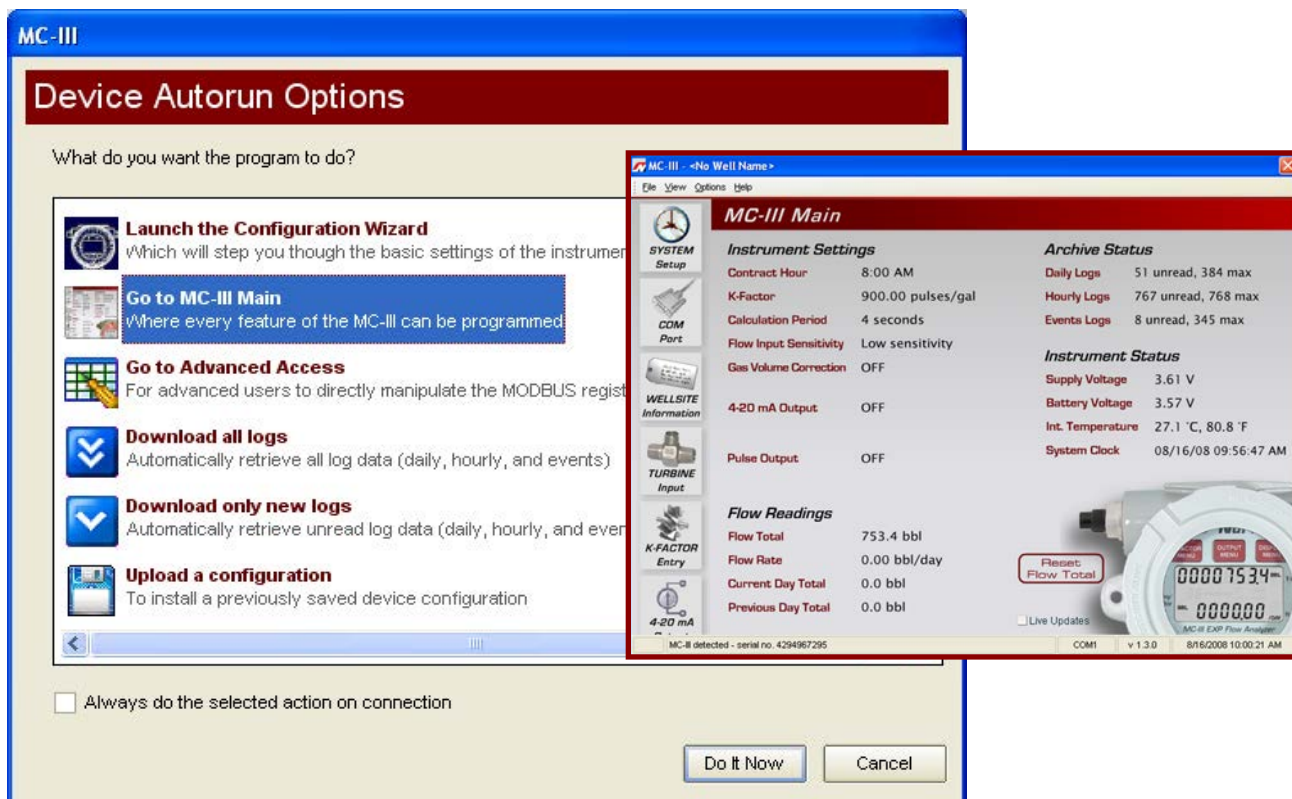 MC-III
Device Autorun Options
What do you want the program to do?
Launch the Configuration Wizard
Which will step you though the basic settings of the
Go to MC-III Main
Where every feature of the MC-III can be programmed
Go to Advanced Access
For advanced users to directly manipulate the MODBUS
Download all logs
Automatically retrieve all log data (daily, hourly, and events)
Download only new logs
Automatically retrieve unread log data (daily, hourly, and
Upload a configuration
To install a previously saved device configuration
Always do the selected action on connection
Do It Now
Cancel
MC-III - <No Well Name>
File View Options Help
SYSTEM
Setup
COM
Port
WELLSITE
Information
TURBINE
Input
K-FACTOR
Entry
4-20 mA
MC-III Main
Instrument Settings
Contract Hour 8:00 AM
K-Factor 900.00 pulses/gal
Calculation Period 4 seconds
Flow Input Sensitivity Low sensitivity
Gas Volume Correction OFF
4-20 mA Output OFF
Pulse Output OFF
Flow Readings
Flow Total 753.4 bbl
Flow Rate 0.00 bbl/day
Current Day Total 0.0 bbl
Previous Day Total 0.0 bbl
Archive Status
Daily Logs 51 unread, 384 max
Hourly Logs 767 unread, 768 max
Events Logs 8 unread, 345 max
Instrument Status
Supply Voltage 3.61 V
Battery Voltage 3.57 V
Int. Temperature 27.1 °C, 80.8 °F
System Clock 08/16/08 09:56:47 AM
Reset
Flow Total
Live Updates
OUTPUT
MENU
MENU
0000753.4
0000.00
MC-III EXP Flow Analyzer
MC-III detected - serial no. 4294967295
COM1
v 1.3.0
8/16/2008 10:00:21 AM